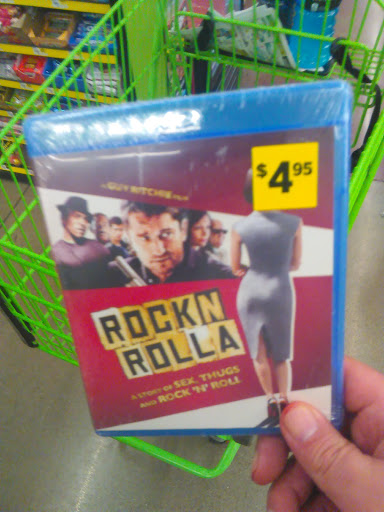 A GUY RITCHIE FILM
$4.95
ROCKN
ROLLA
A STORY OF SEX, THUGS
AND ROCK 'N' ROLL